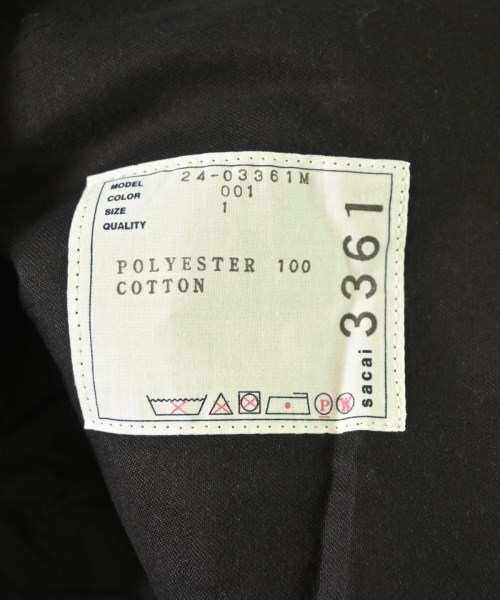 MODEL 24-03361M
COLOR 001
SIZE 1
QUALITY
POLYESTER 100
COTTON
P
W
sacai 3361